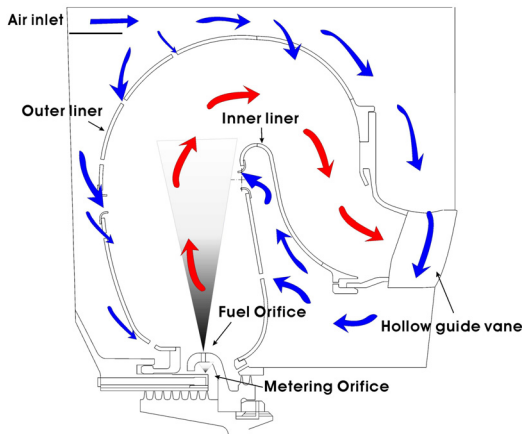 Air inlet
Outer liner
Inner liner
Fuel Orifice
Hollow guide vane
Metering Orifice